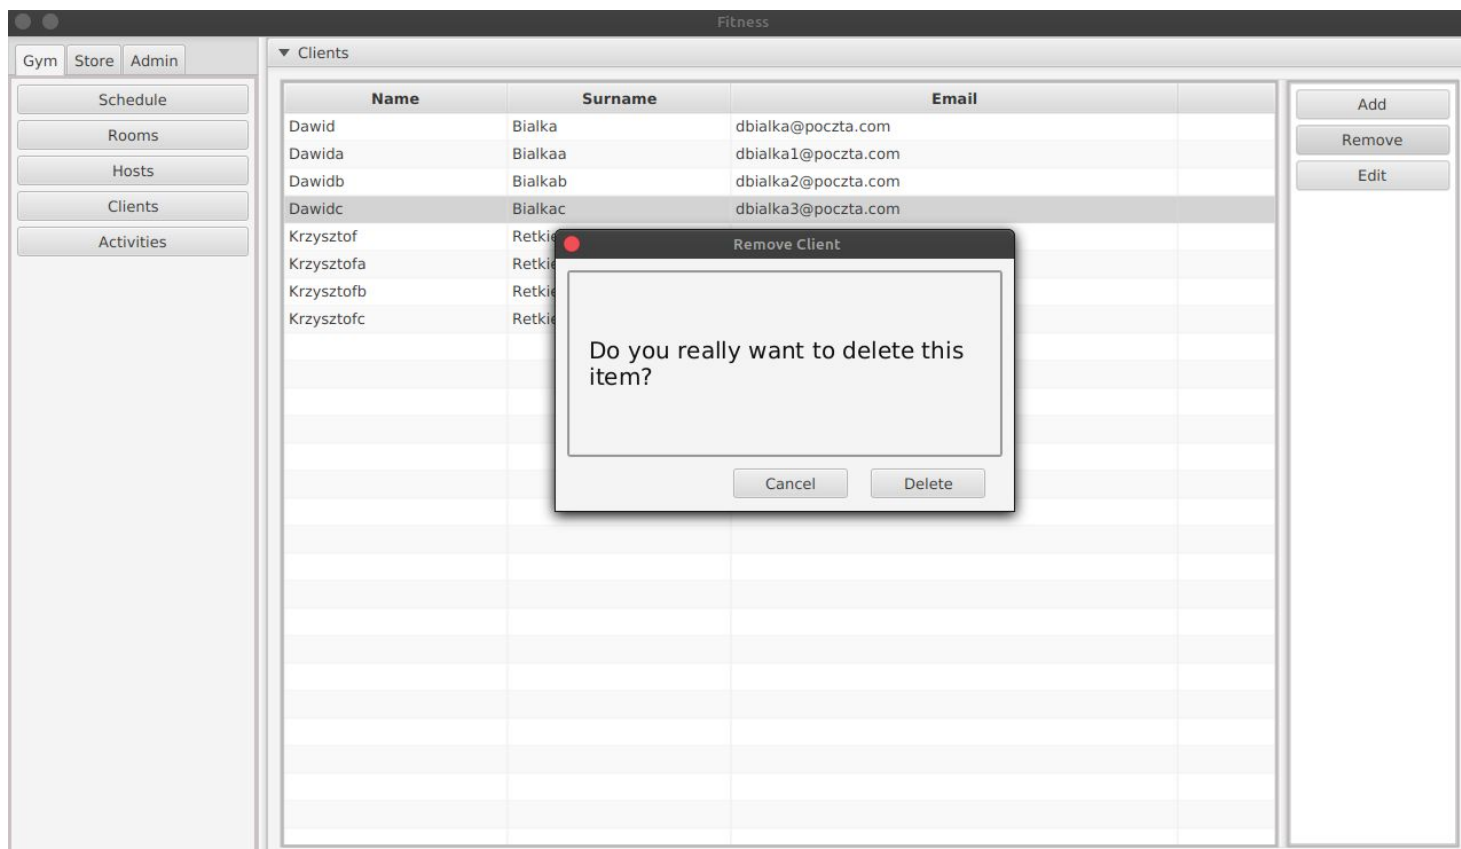 Fitness
Gym Store Admin
Schedule
Rooms
Hosts
Clients
Activities
Clients
Name Surname Email
Dawid Bialka dbialka@poczta.com
Dawida Bialkaa dbialka1@poczta.com
Dawidb Bialkab dbialka2@poczta.com
Dawidc Bialkac dbialka3@poczta.com
Krzysztof
Krzysztofa
Krzysztofb
Krzysztofc
Add
Remove
Edit
Remove Client
Do you really want to delete this
item?
Cancel Delete